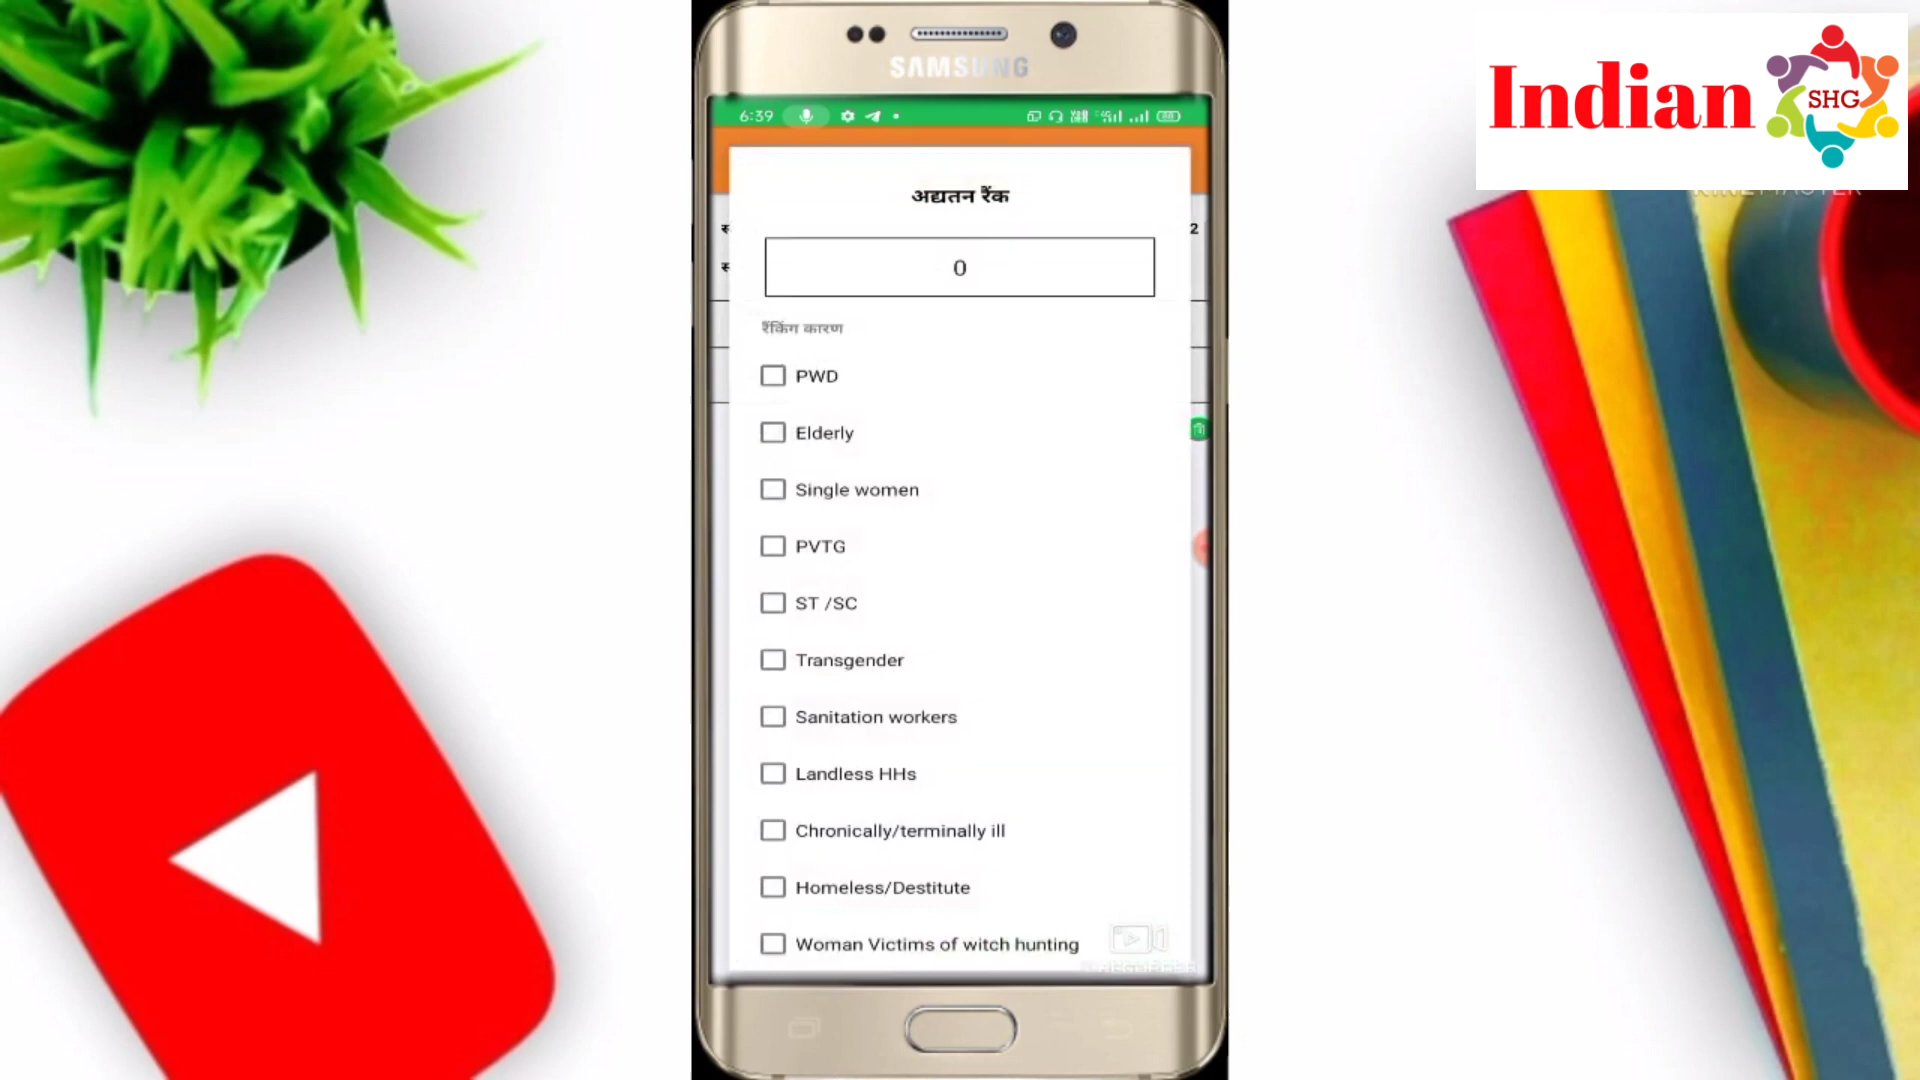 SAMSUNG
Indian
SHG
6:39
अद्यतन रैंक
2
0
रैंकिंग कारण
PWD
Elderly
Single women
PVTG
ST /SC
Transgender
Sanitation workers
Landless HHs
Chronically/terminally ill
Homeless/Destitute
Woman Victims of witch hunting